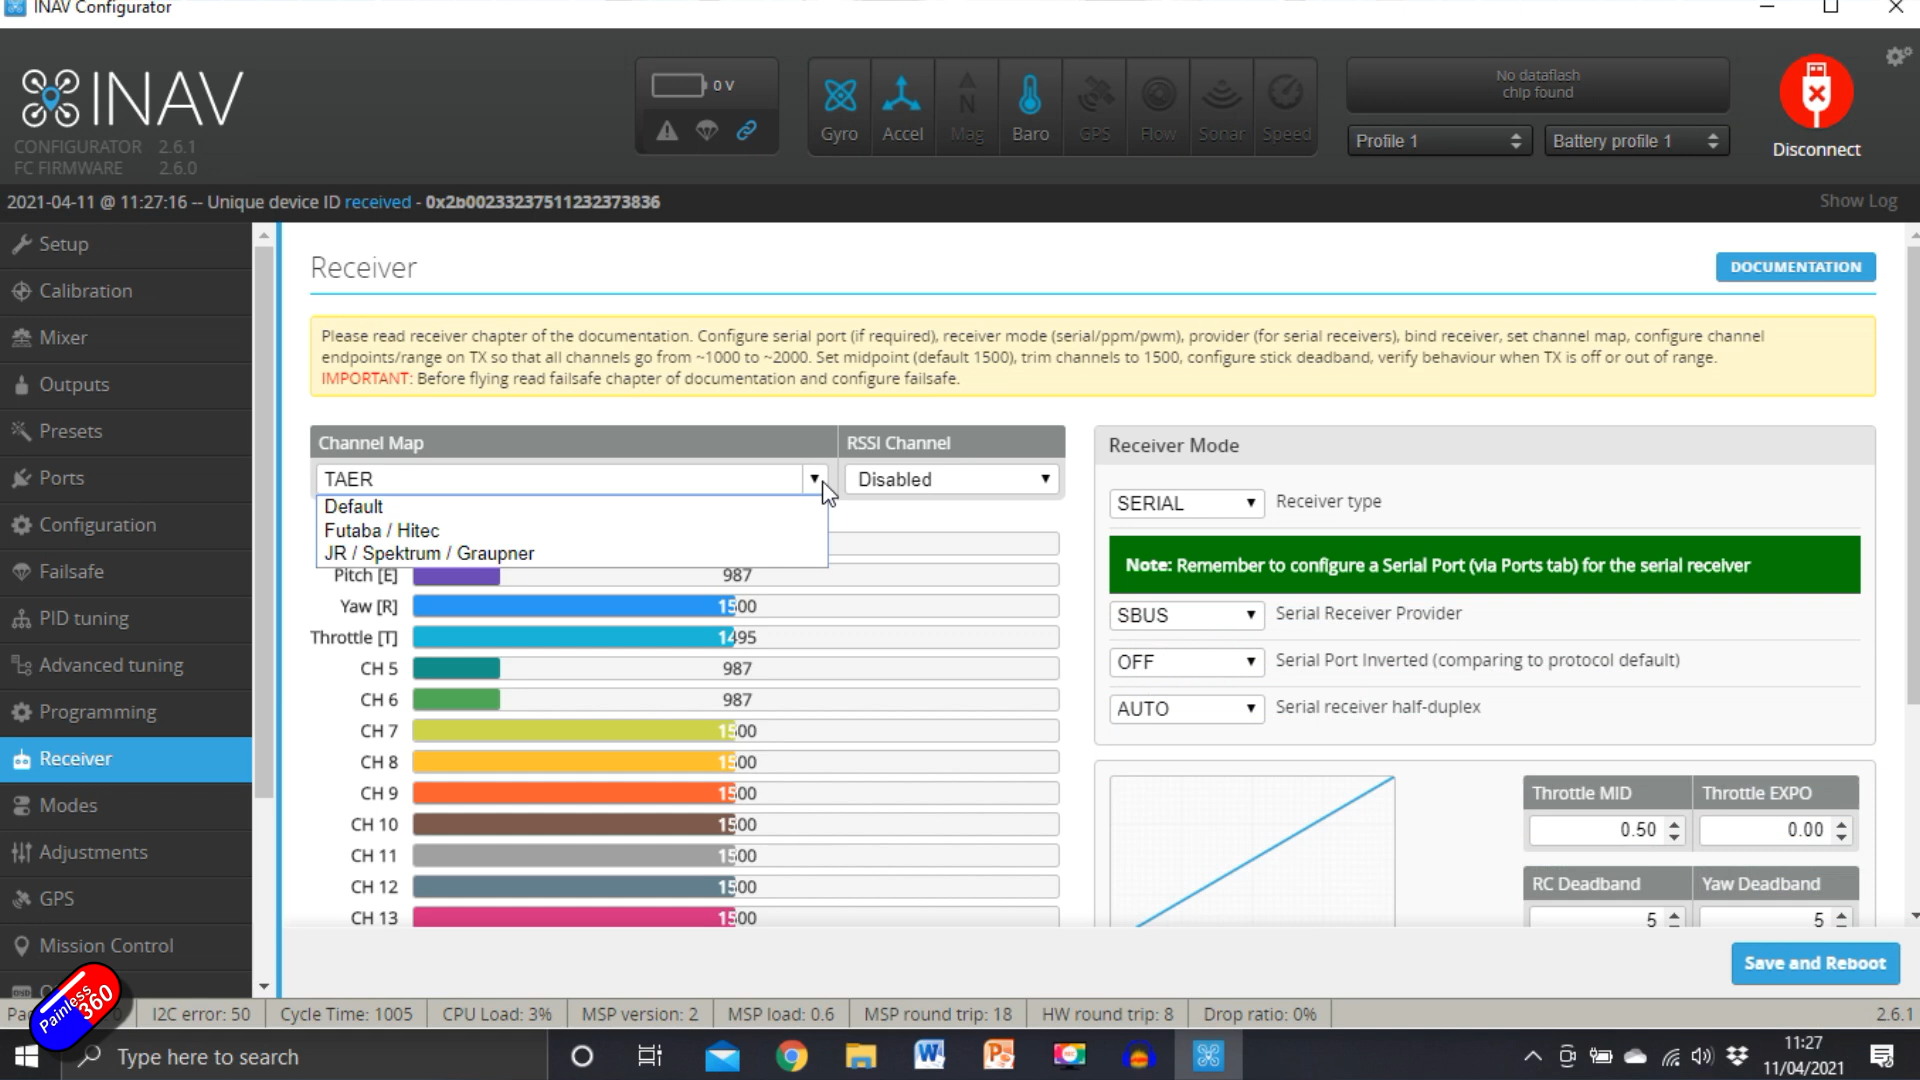 INAV Configurator
INAV
CONFIGURATOR 2.6.1
FC FIRMWARE 2.6.0
0 V
Gyro
Accel
Mag
Baro
GPS
Flow
Sonar
Speed
No dataflash
chip found
Profile 1
Battery profile 1
Disconnect
2021-04-11 @ 11:27:16 -- Unique device ID received - 0x2b00233237511232373836
Show Log
Setup
Calibration
Mixer
Outputs
Presets
Ports
Configuration
Failsafe
PID tuning
Advanced tuning
Programming
Receiver
Modes
Adjustments
GPS
Mission Control
Receiver
DOCUMENTATION
Please read receiver chapter of the documentation. Configure serial port (if required), receiver mode (serial/ppm/pwm), provider (for serial receivers), bind receiver, set channel map, configure channel
endpoints/range on TX so that all channels go from ~1000 to ~2000. Set midpoint (default 1500), trim channels to 1500, configure stick deadband, verify behaviour when TX is off or out of range.
IMPORTANT: Before flying read failsafe chapter of documentation and configure failsafe.
Channel Map
RSSI Channel
TAER
Disabled
Default
Futaba / Hitec
JR / Spektrum / Graupner
Pitch [E] 987
Yaw [R] 1500
Throttle [T] 1495
CH 5 987
CH 6 987
CH 7 1500
CH 8 1500
CH 9 1500
CH 10 1500
CH 11 1500
CH 12 1500
CH 13 1500
Receiver Mode
SERIAL Receiver type
Note: Remember to configure a Serial Port (via Ports tab) for the serial receiver
SBUS Serial Receiver Provider
OFF Serial Port Inverted (comparing to protocol default)
AUTO Serial receiver half-duplex
Throttle MID
Throttle EXPO
0.50
0.00
RC Deadband
Yaw Deadband
5
5
Save and Reboot
Painless 360
I2C error: 50
Cycle Time: 1005
CPU Load: 3%
MSP version: 2
MSP load: 0.6
MSP round trip: 18
HW round trip: 8
Drop ratio: 0%
2.6.1
Type here to search
11:27
11/04/2021